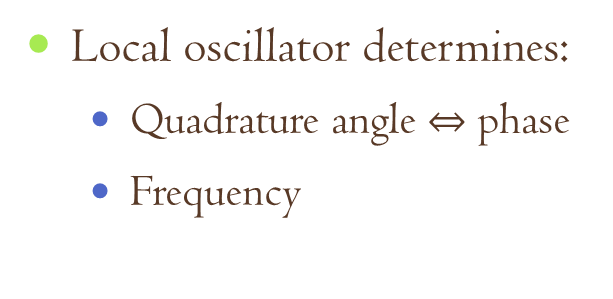 Local oscillator determines:
Quadrature angle ⇔ phase
Frequency